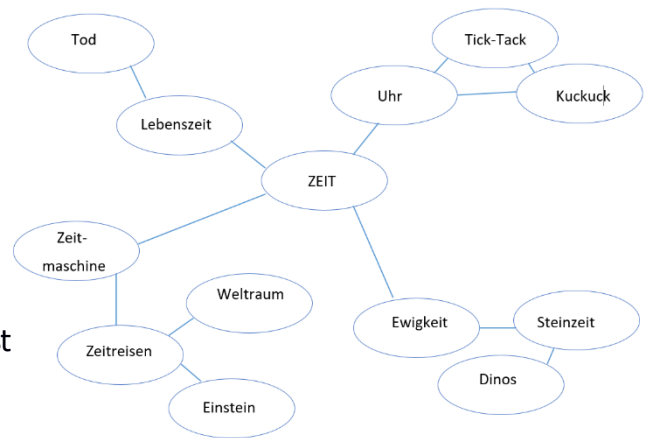 Tod
Tick-Tack
Uhr
Kuckuck
Lebenszeit
ZEIT
Zeit-
maschine
Weltraum
Ewigkeit
Steinzeit
Zeitreisen
Dinos
Einstein